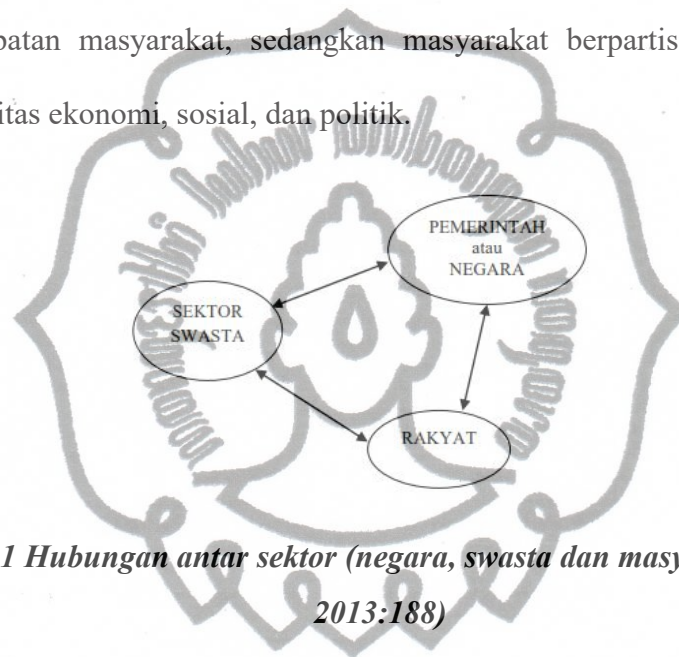 patan masyarakat, sedangkan masyarakat berpartis
itas ekonomi, sosial, dan politik.
PEMERINTAH
atau
NEGARA
SEKTOR
SWASTA
RAKYAT
1 Hubungan antar sektor (negara, swasta dan masy
2013:188)